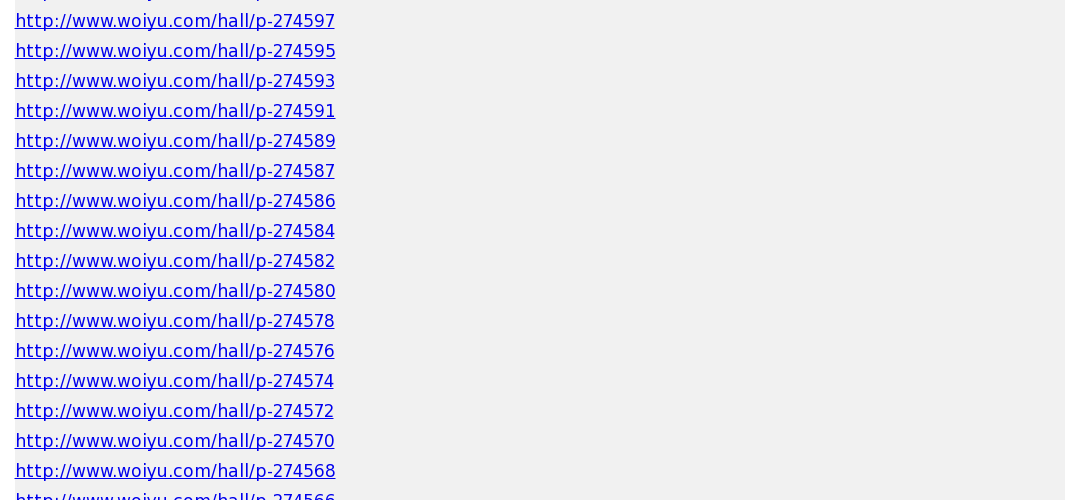 http://www.woiyu.com/hall/p-274597
http://www.woiyu.com/hall/p-274595
http://www.woiyu.com/hall/p-274593
http://www.woiyu.com/hall/p-274591
http://www.woiyu.com/hall/p-274589
http://www.woiyu.com/hall/p-274587
http://www.woiyu.com/hall/p-274586
http://www.woiyu.com/hall/p-274584
http://www.woiyu.com/hall/p-274582
http://www.woiyu.com/hall/p-274580
http://www.woiyu.com/hall/p-274578
http://www.woiyu.com/hall/p-274576
http://www.woiyu.com/hall/p-274574
http://www.woiyu.com/hall/p-274572
http://www.woiyu.com/hall/p-274570
http://www.woiyu.com/hall/p-274568